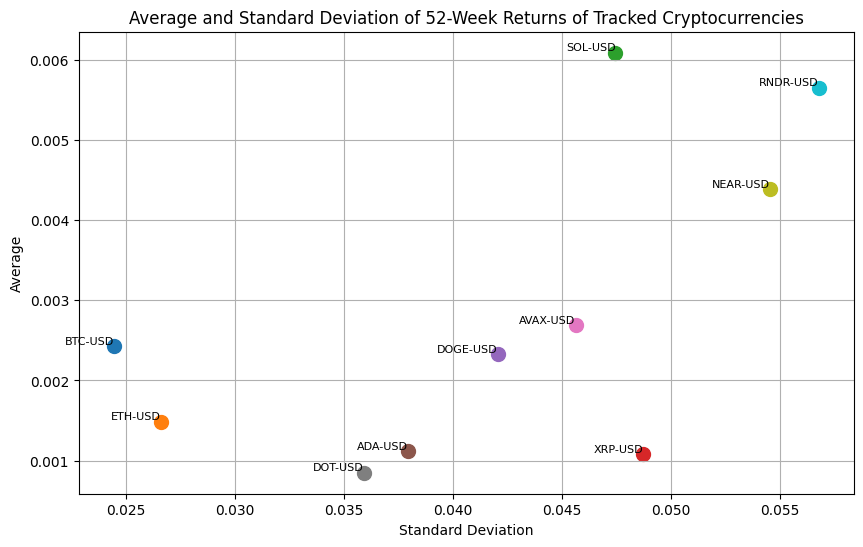 Average and Standard Deviation of 52-Week Returns of Tracked Cryptocurrencies
Average
0.006
0.005
0.004
0.003
0.002
0.001
SOL-USD
RNDR-USD
NEAR-USD
AVAX-USD
BTC-USD
DOGE-USD
ETH-USD
ADA-USD
XRP-USD
DOT-USD
0.025
0.030
0.035
0.040
0.045
0.050
0.055
Standard Deviation